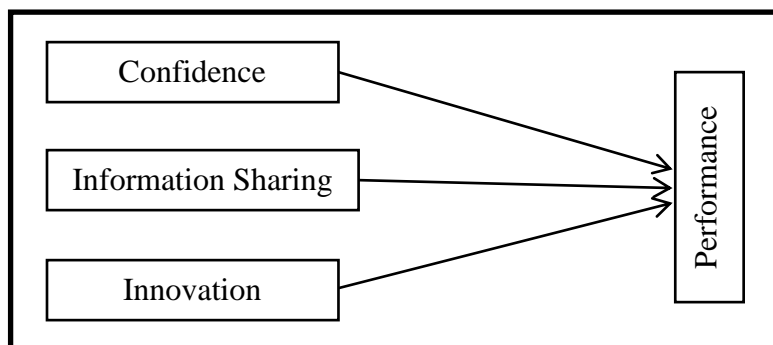 Confidence
Information Sharing
Innovation
Performance